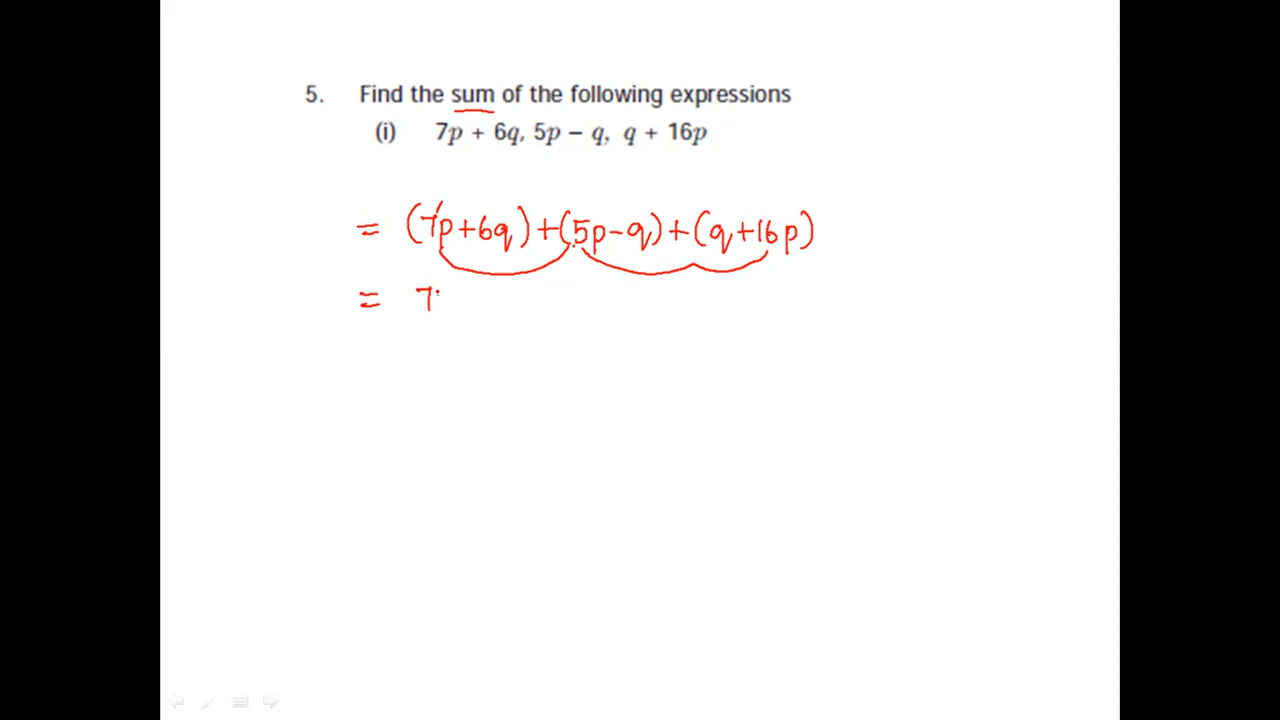 5. Find the sum of the following expressions
(i) 7p + 6q, 5p – q, q + 16p
= (7p+6q)+(5p-q)+(q+16p)
= 7